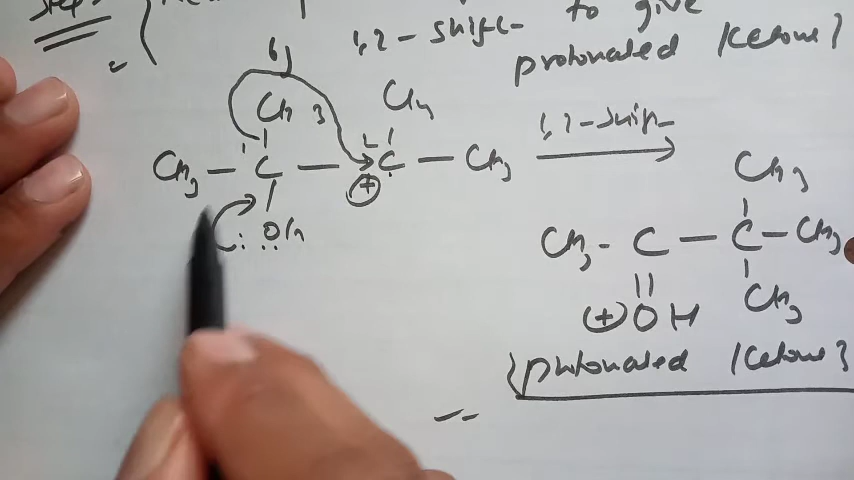 Step
to give
1,2-shift
protonated (Ketone)
CH3 CH3
CH3 - C - C - CH3 1,2-shift
(+)
: OH
CH3
CH3 - C - C - CH3
(+) OH CH3
(protonated (Ketone)